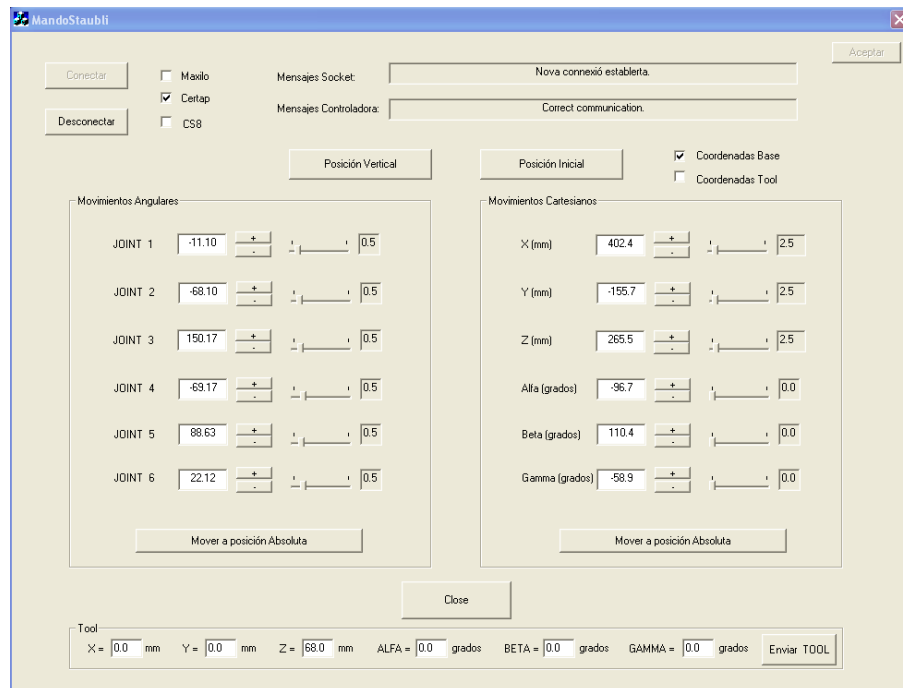 MandoStaubli
Aceptar
Conectar
Maxilo
Mensajes Socket:
Nova connexió establerta.
Certap
Mensajes Controladora:
Correct communication.
Desconectar
CS8
Posición Vertical
Posición Inicial
Coordenadas Base
Coordenadas Tool
Movimientos Angulares
JOINT 1 -11.10 + - 0.5
JOINT 2 -68.10 + - 0.5
JOINT 3 150.17 + - 0.5
JOINT 4 -69.17 + - 0.5
JOINT 5 88.63 + - 0.5
JOINT 6 22.12 + - 0.5
Mover a posición Absoluta
Movimientos Cartesianos
X (mm) 402.4 + - 2.5
Y (mm) -155.7 + - 2.5
Z (mm) 265.5 + - 2.5
Alfa (grados) -96.7 + - 0.0
Beta (grados) 110.4 + - 0.0
Gamma (grados) -58.9 + - 0.0
Mover a posición Absoluta
Close
Tool
X = 0.0 mm Y = 0.0 mm Z = 68.0 mm ALFA = 0.0 grados BETA = 0.0 grados GAMMA = 0.0 grados Enviar TOOL